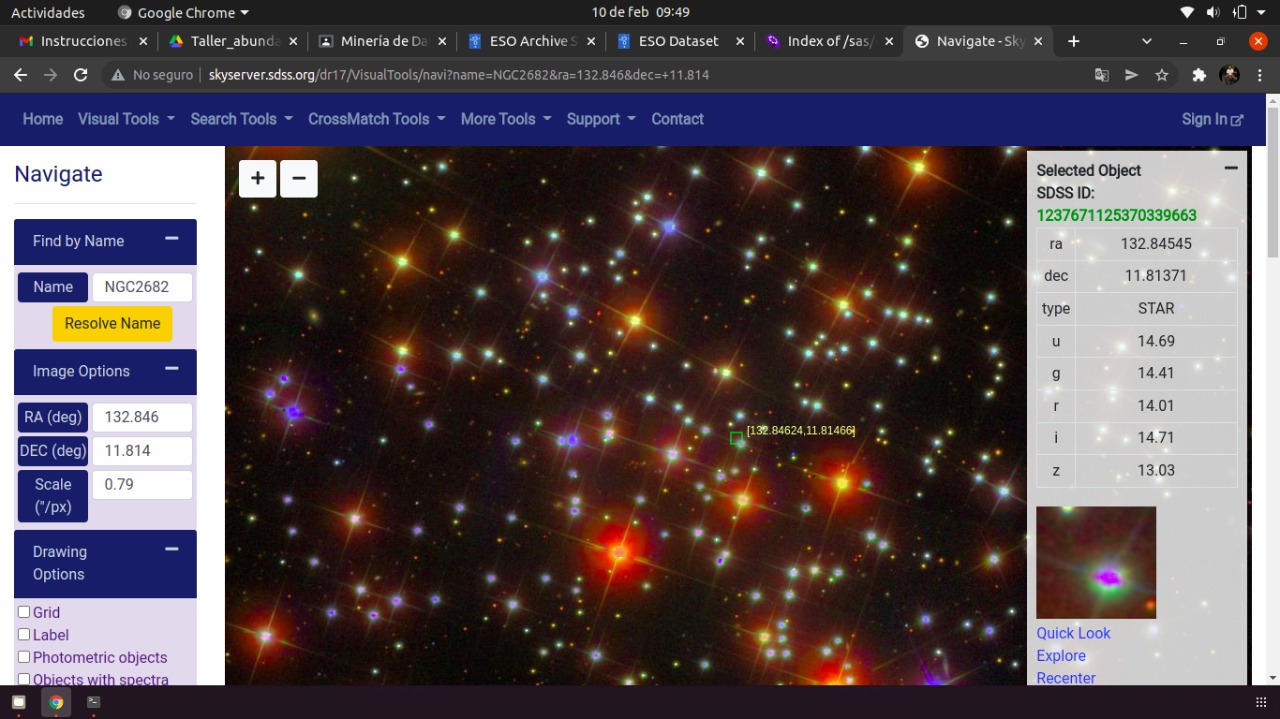 Actividades Google Chrome 10 de feb 09:49
Instrucciones Taller_abunda Minería de Da ESO Archive S ESO Dataset Index of /sas/ Navigate - Sky
No seguro skyserver.sdss.org/dr17/VisualTools/navi?name=NGC2682&ra=132.846&dec=+11.814
Home Visual Tools Search Tools CrossMatch Tools More Tools Support Contact Sign In
Navigate
Find by Name
Name NGC2682
Resolve Name
Image Options
RA (deg) 132.846
DEC (deg) 11.814
Scale ("/px) 0.79
Drawing Options
Grid
Label
Photometric objects
Objects with spectra
+ −
[132.84624,11.81466]
Selected Object
SDSS ID:
1237671125370339663
ra 132.84545
dec 11.81371
type STAR
u 14.69
g 14.41
r 14.01
i 14.71
z 13.03
Quick Look
Explore
Recenter